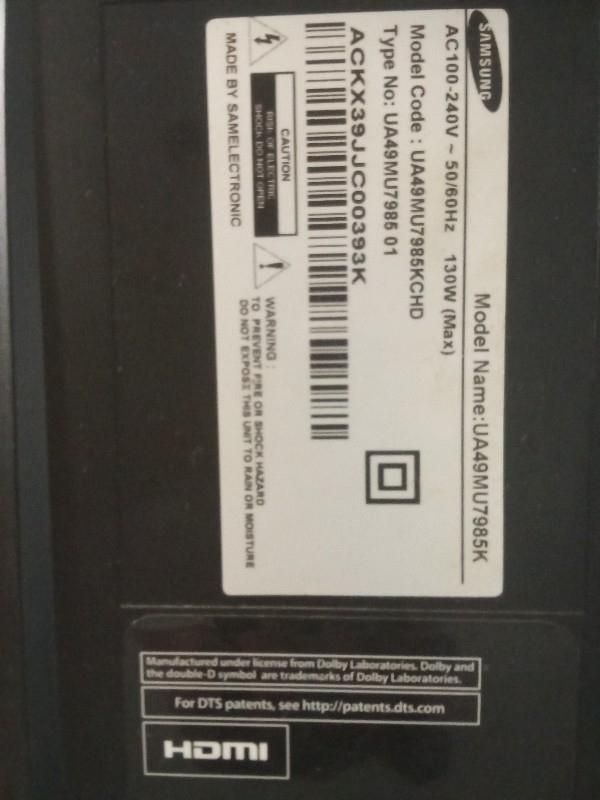 SAMSUNG
Model Name:UA49MU7985K
AC100-240V ~ 50/60Hz 130W (Max)
Model Code : UA49MU7985KCHD
Type No: UA49MU7985 01
ACKX39JJC00393K
CAUTION
RISK OF ELECTRIC
SHOCK DO NOT OPEN
WARNING :
TO PREVENT FIRE OR SHOCK HAZARD
DO NOT EXPOSE THIS UNIT TO RAIN OR MOISTURE
MADE BY SAMELECTRONIC
Manufactured under license from Dolby Laboratories. Dolby and
the double-D symbol are trademarks of Dolby Laboratories.
For DTS patents, see http://patents.dts.com
HDMI